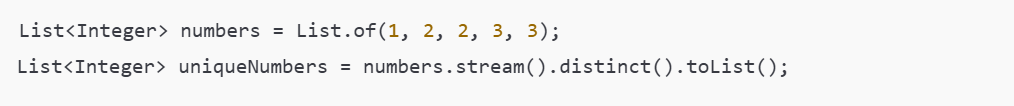 List<Integer> numbers = List.of(1, 2, 2, 3, 3);
List<Integer> uniqueNumbers = numbers.stream().distinct().toList();